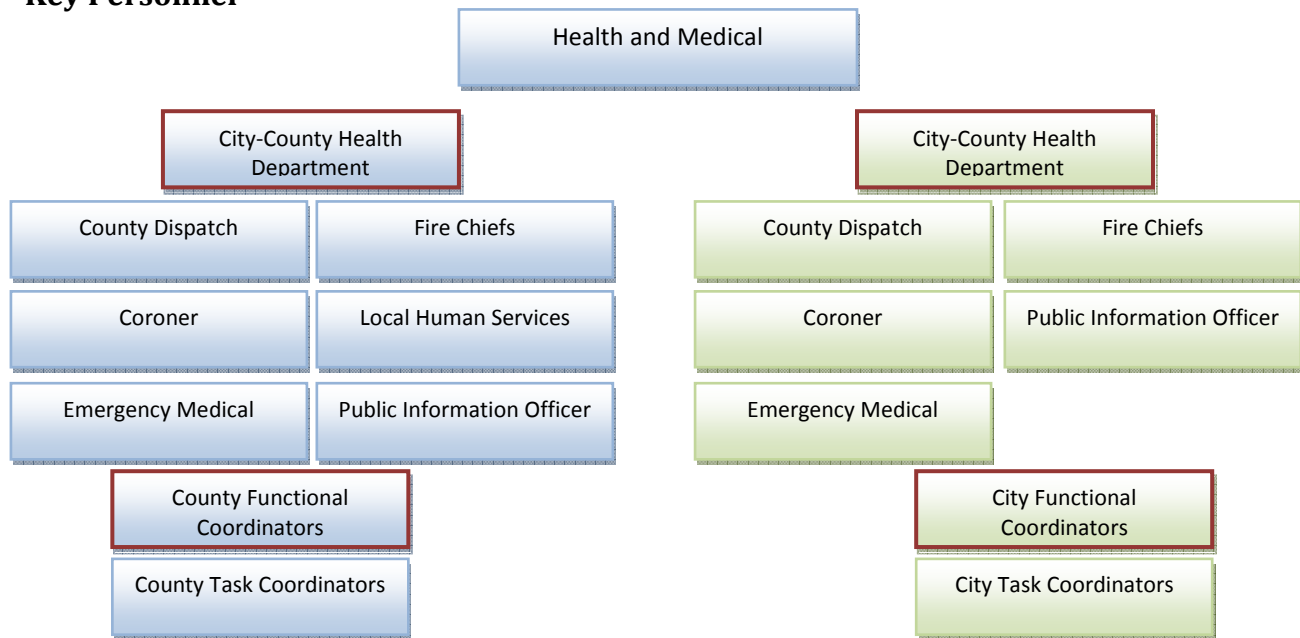 Key Personnel
Health and Medical
City-County Health
Department
City-County Health
Department
County Dispatch
Fire Chiefs
County Dispatch
Fire Chiefs
Coroner
Local Human Services
Coroner
Public Information Officer
Emergency Medical
Public Information Officer
Emergency Medical
County Functional
Coordinators
City Functional
Coordinators
County Task Coordinators
City Task Coordinators